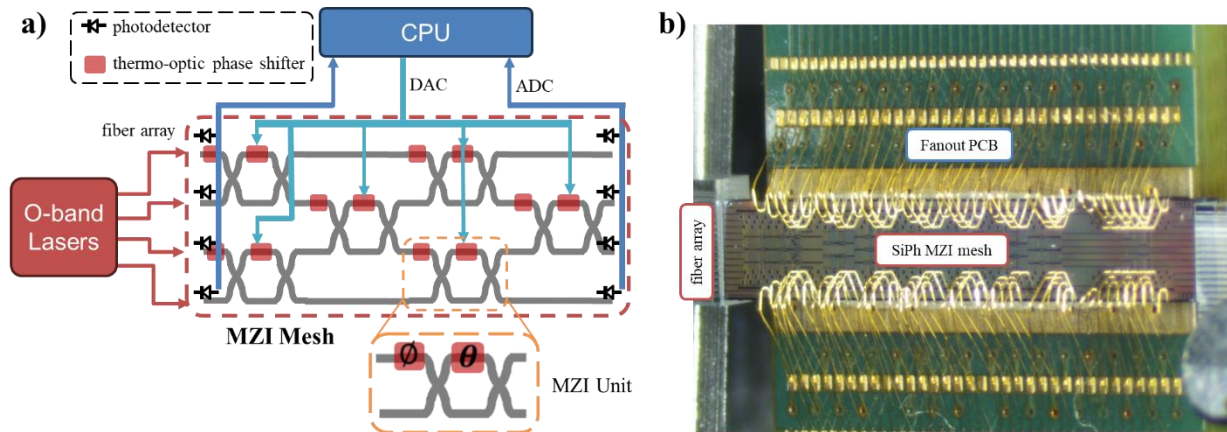 a)
photodetector
thermo-optic phase shifter
CPU
DAC
ADC
fiber array
O-band
Lasers
MZI Mesh
∅
θ
MZI Unit
b)
Fanout PCB
fiber array
SiPh MZI mesh